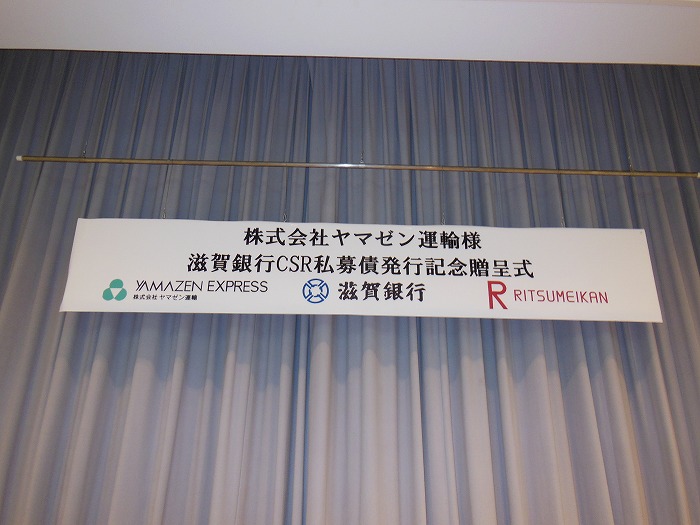 株式会社ヤマゼン運輸様
滋賀銀行CSR私募債発行記念贈呈式
YAMAZEN EXPRESS
株式会社 ヤマゼン運輸
滋賀銀行
R RITSUMEIKAN